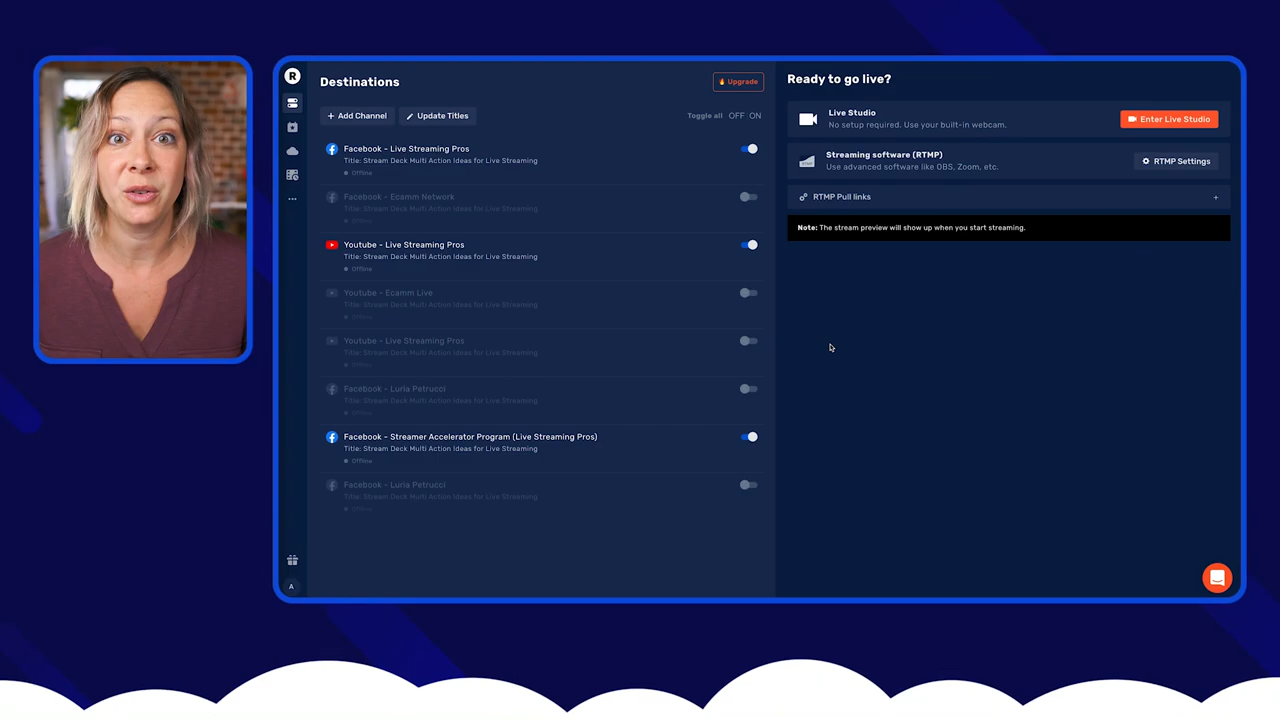 R
Destinations
🔥 Upgrade
+ Add Channel
Update Titles
Toggle all OFF ON
Facebook - Live Streaming Pros
Title: Stream Deck Multi Action Ideas for Live Streaming
Offline
Facebook - Ecamm Network
Title: Stream Deck Multi Action Ideas for Live Streaming
Offline
Youtube - Live Streaming Pros
Title: Stream Deck Multi Action Ideas for Live Streaming
Offline
Youtube - Ecamm Live
Title: Stream Deck Multi Action Ideas for Live Streaming
Offline
Youtube - Live Streaming Pros
Title: Stream Deck Multi Action Ideas for Live Streaming
Offline
Facebook - Luria Petrucci
Title: Stream Deck Multi Action Ideas for Live Streaming
Offline
Facebook - Streamer Accelerator Program (Live Streaming Pros)
Title: Stream Deck Multi Action Ideas for Live Streaming
Offline
Facebook - Luria Petrucci
Title: Stream Deck Multi Action Ideas for Live Streaming
Offline
A
Ready to go live?
Live Studio
No setup required. Use your built-in webcam.
Enter Live Studio
Streaming software (RTMP)
Use advanced software like OBS, Zoom, etc.
RTMP Settings
RTMP Pull links +
Note: The stream preview will show up when you start streaming.